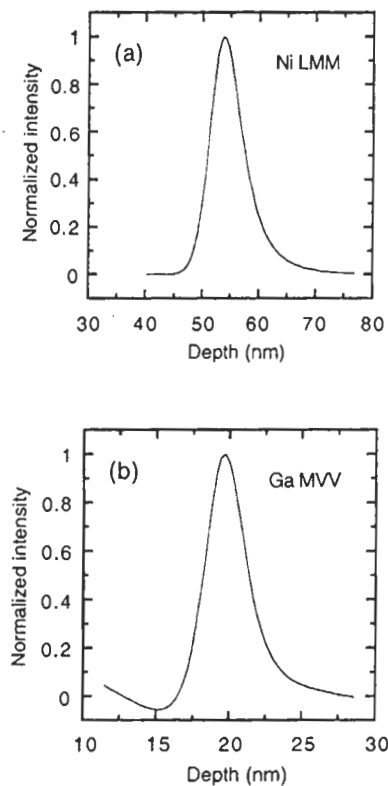 (a)
Ni LMM
Normalized intensity
1
0.8
0.6
0.4
0.2
0
30 40 50 60 70 80
Depth (nm)
(b)
Ga MVV
Normalized intensity
1
0.8
0.6
0.4
0.2
0
10 15 20 25 30
Depth (nm)